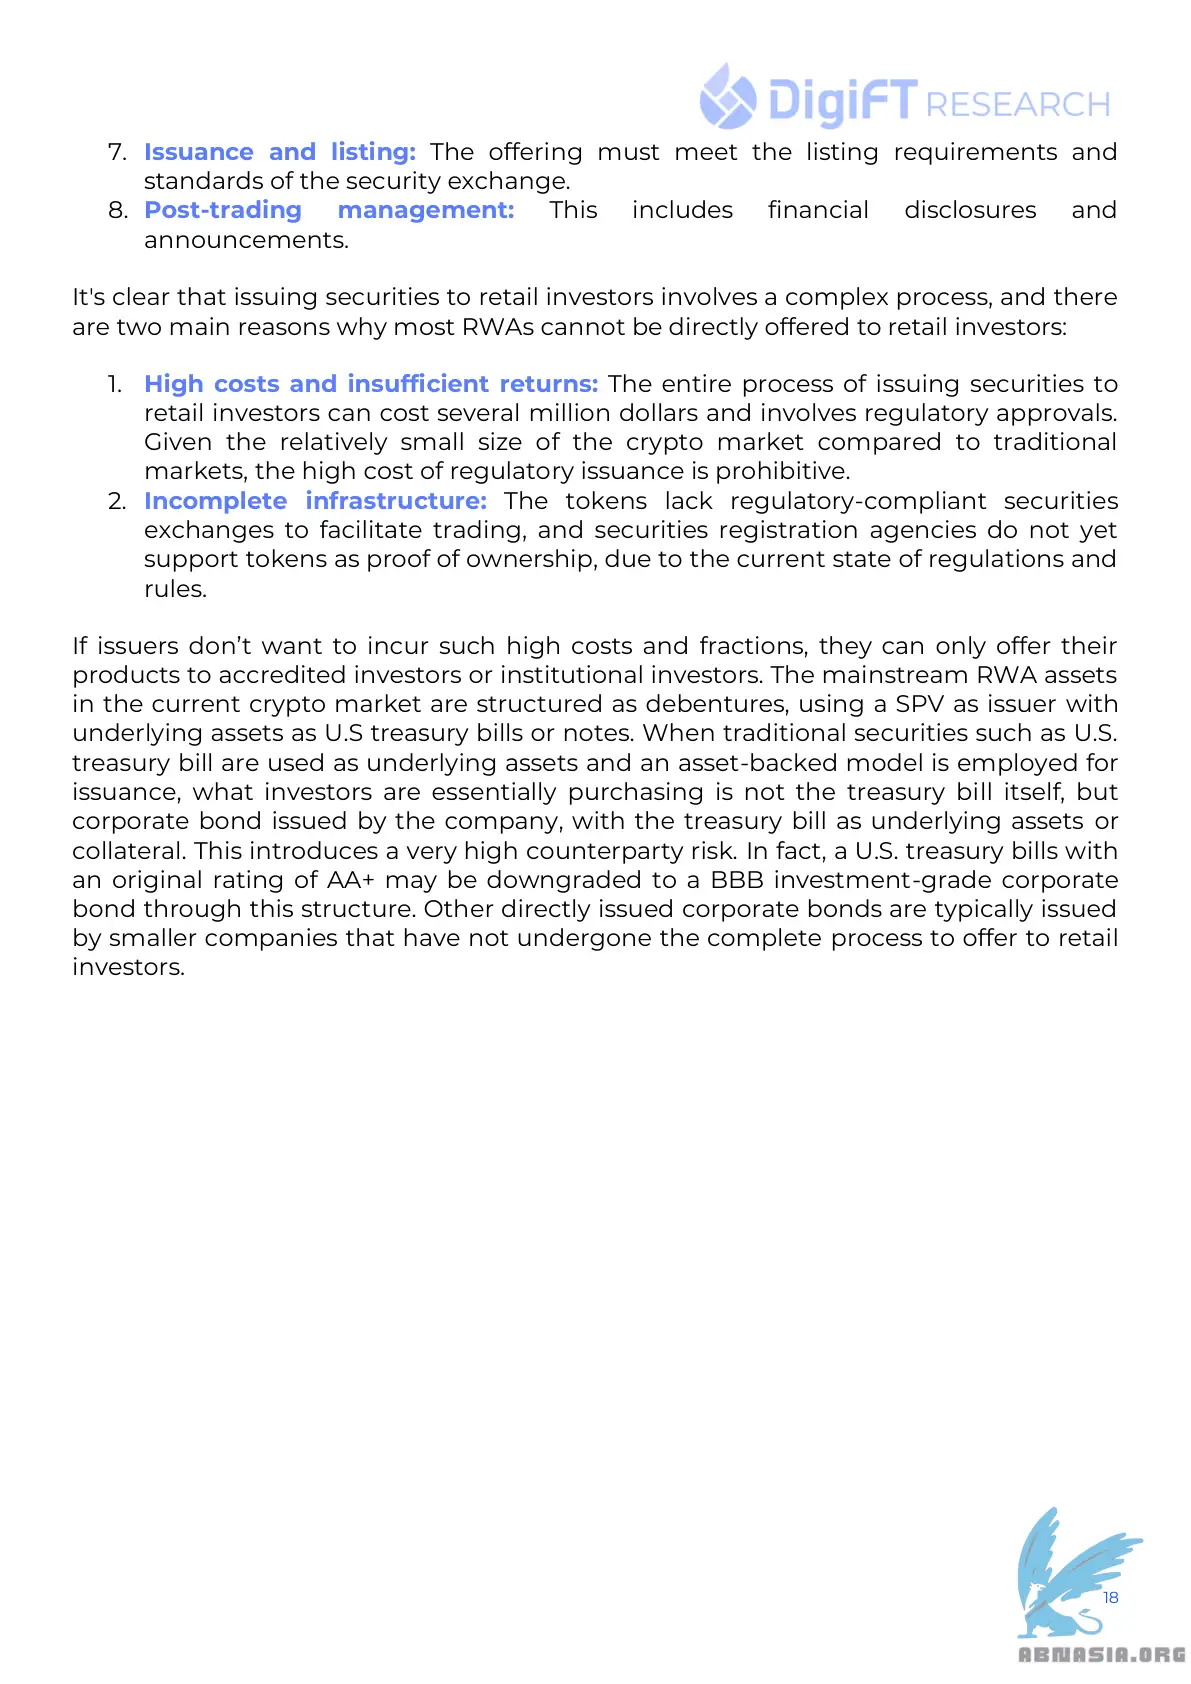 DigiFT RESEARCH
7. Issuance and listing: The offering must meet the listing requirements and
standards of the security exchange.
8. Post-trading management: This includes financial disclosures and
announcements.
It's clear that issuing securities to retail investors involves a complex process, and there
are two main reasons why most RWAs cannot be directly offered to retail investors:
1. High costs and insufficient returns: The entire process of issuing securities to
retail investors can cost several million dollars and involves regulatory approvals.
Given the relatively small size of the crypto market compared to traditional
markets, the high cost of regulatory issuance is prohibitive.
2. Incomplete infrastructure: The tokens lack regulatory-compliant securities
exchanges to facilitate trading, and securities registration agencies do not yet
support tokens as proof of ownership, due to the current state of regulations and
rules.
If issuers don’t want to incur such high costs and fractions, they can only offer their
products to accredited investors or institutional investors. The mainstream RWA assets
in the current crypto market are structured as debentures, using a SPV as issuer with
underlying assets as U.S treasury bills or notes. When traditional securities such as U.S.
treasury bill are used as underlying assets and an asset-backed model is employed for
issuance, what investors are essentially purchasing is not the treasury bill itself, but
corporate bond issued by the company, with the treasury bill as underlying assets or
collateral. This introduces a very high counterparty risk. In fact, a U.S. treasury bills with
an original rating of AA+ may be downgraded to a BBB investment-grade corporate
bond through this structure. Other directly issued corporate bonds are typically issued
by smaller companies that have not undergone the complete process to offer to retail
investors.
18
ABNASIA.ORG